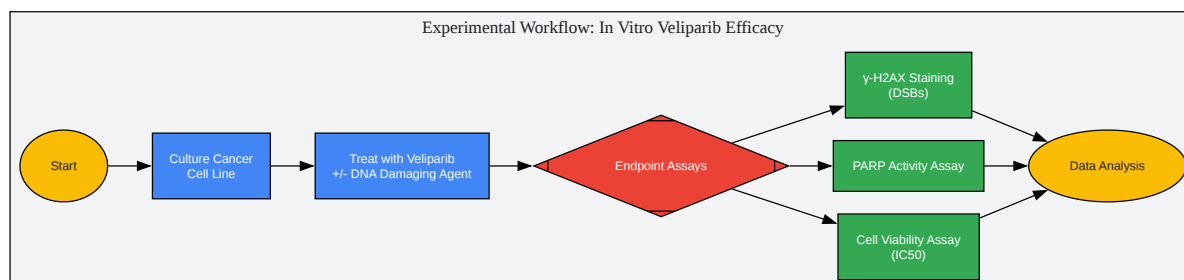 Experimental Workflow: In Vitro Veliparib Efficacy
Start
Culture Cancer
Cell Line
Treat with Veliparib
+/- DNA Damaging Agent
Endpoint Assays
γ-H2AX Staining
(DSBs)
PARP Activity Assay
Cell Viability Assay
(IC50)
Data Analysis